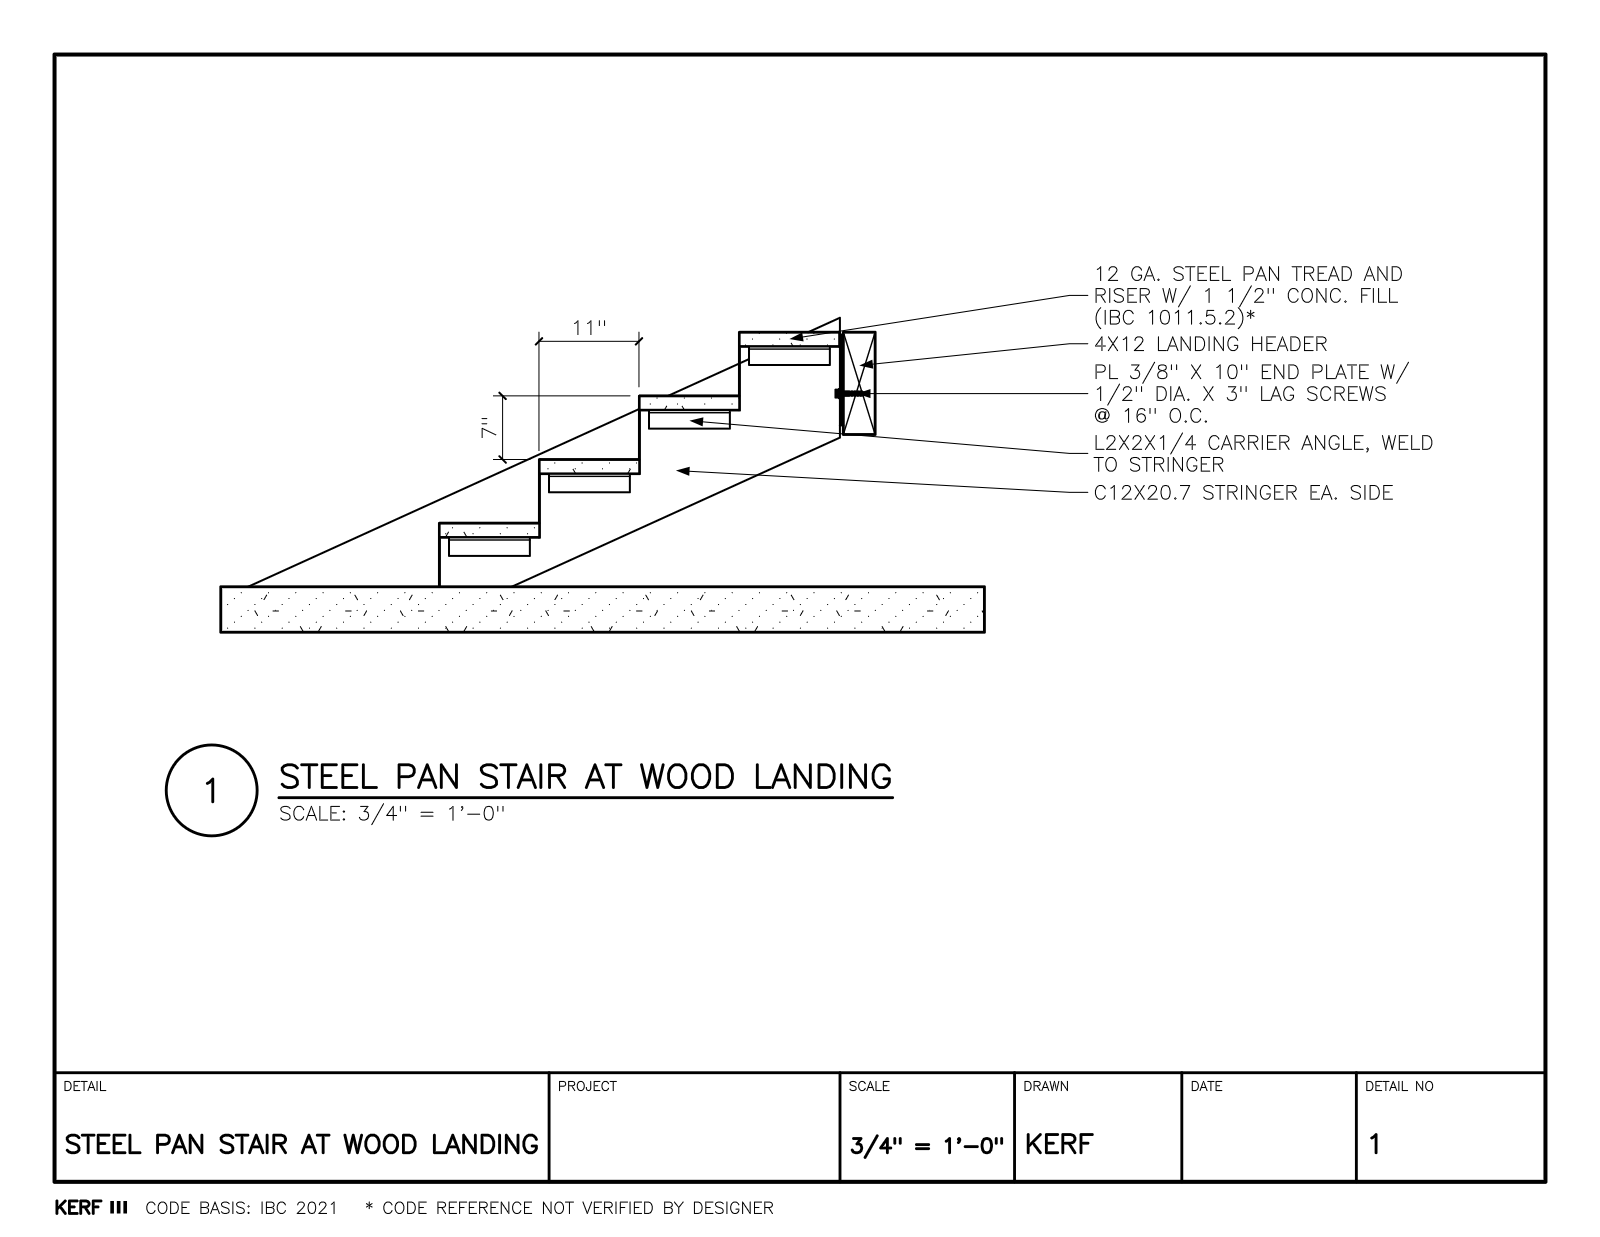 12 GA. STEEL PAN TREAD AND
RISER W/ 1 1/2" CONC. FILL
(IBC 1011.5.2)*
4X12 LANDING HEADER
PL 3/8" X 10" END PLATE W/
1/2" DIA. X 3" LAG SCREWS
@ 16" O.C.
L2X2X1/4 CARRIER ANGLE, WELD
TO STRINGER
C12X20.7 STRINGER EA. SIDE
11"
7"
1
STEEL PAN STAIR AT WOOD LANDING
SCALE: 3/4" = 1'-0"
DETAIL
STEEL PAN STAIR AT WOOD LANDING
PROJECT
SCALE
3/4" = 1'-0"
DRAWN
KERF
DATE
DETAIL NO
1
KERF III CODE BASIS: IBC 2021 * CODE REFERENCE NOT VERIFIED BY DESIGNER